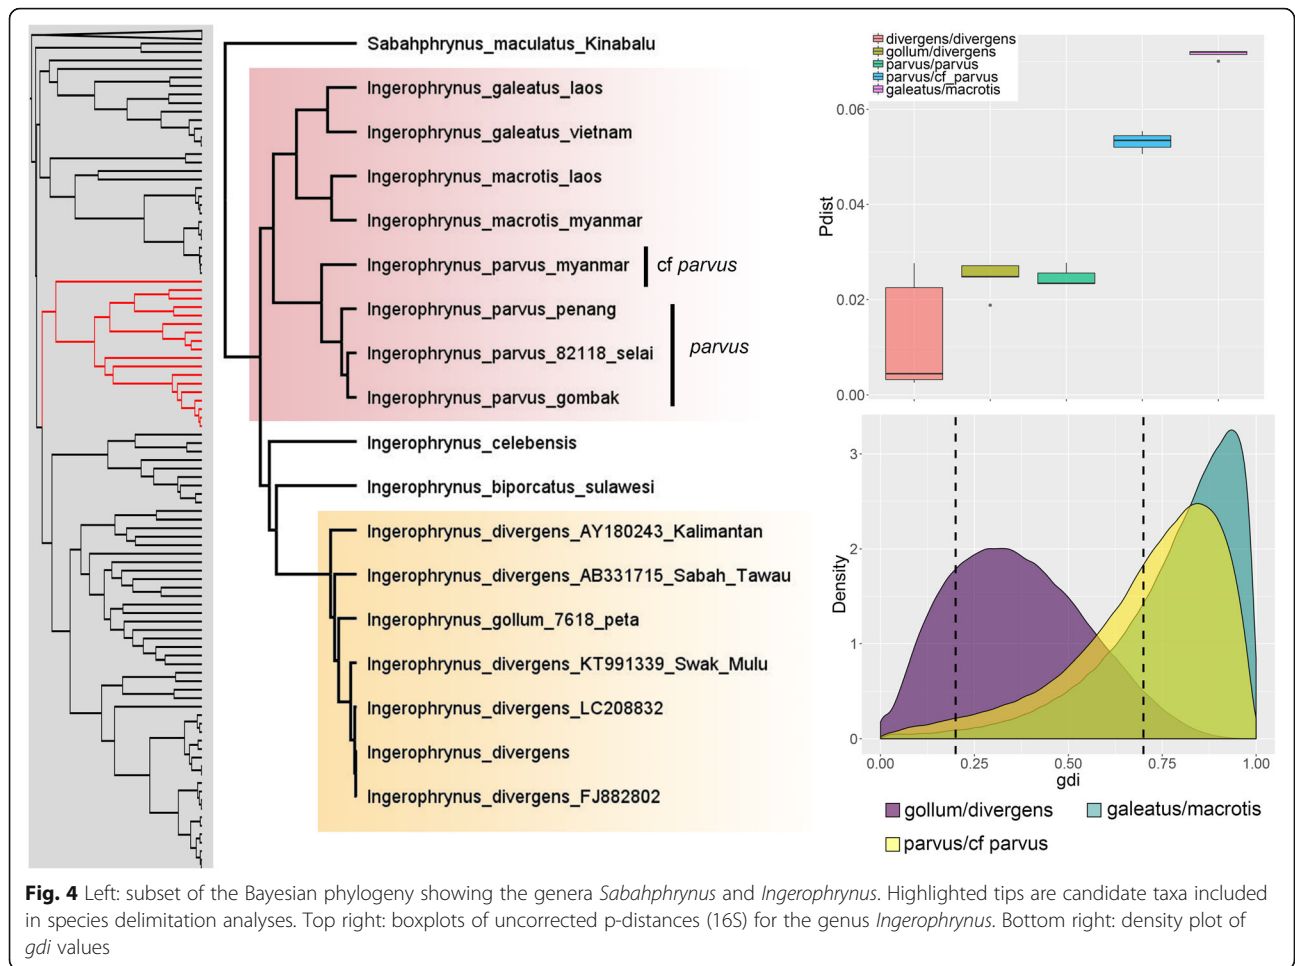 Sabahphrynus_maculatus_Kinabalu
Ingerophrynus_galeatus_laos
Ingerophrynus_galeatus_vietnam
Ingerophrynus_macrotis_laos
Ingerophrynus_macrotis_myanmar
Ingerophrynus_parvus_myanmar
cf parvus
Ingerophrynus_parvus_penang
Ingerophrynus_parvus_82118_selai
parvus
Ingerophrynus_parvus_gombak
Ingerophrynus_celebensis
Ingerophrynus_biporcatus_sulawesi
Ingerophrynus_divergens_AY180243_Kalimantan
Ingerophrynus_divergens_AB331715_Sabah_Tawau
Ingerophrynus_gollum_7618_peta
Ingerophrynus_divergens_KT991339_Swak_Mulu
Ingerophrynus_divergens_LC208832
Ingerophrynus_divergens
Ingerophrynus_divergens_FJ882802
divergens/divergens
gollum/divergens
parvus/parvus
parvus/cf_parvus
galeatus/macrotis
Pdist
0.06
0.04
0.02
0.00
Density
3
2
1
0
0.00 0.25 0.50 0.75 1.00
gdi
gollum/divergens galeatus/macrotis
parvus/cf parvus
Fig. 4 Left: subset of the Bayesian phylogeny showing the genera Sabahphrynus and Ingerophrynus. Highlighted tips are candidate taxa included
in species delimitation analyses. Top right: boxplots of uncorrected p-distances (16S) for the genus Ingerophrynus. Bottom right: density plot of
gdi values